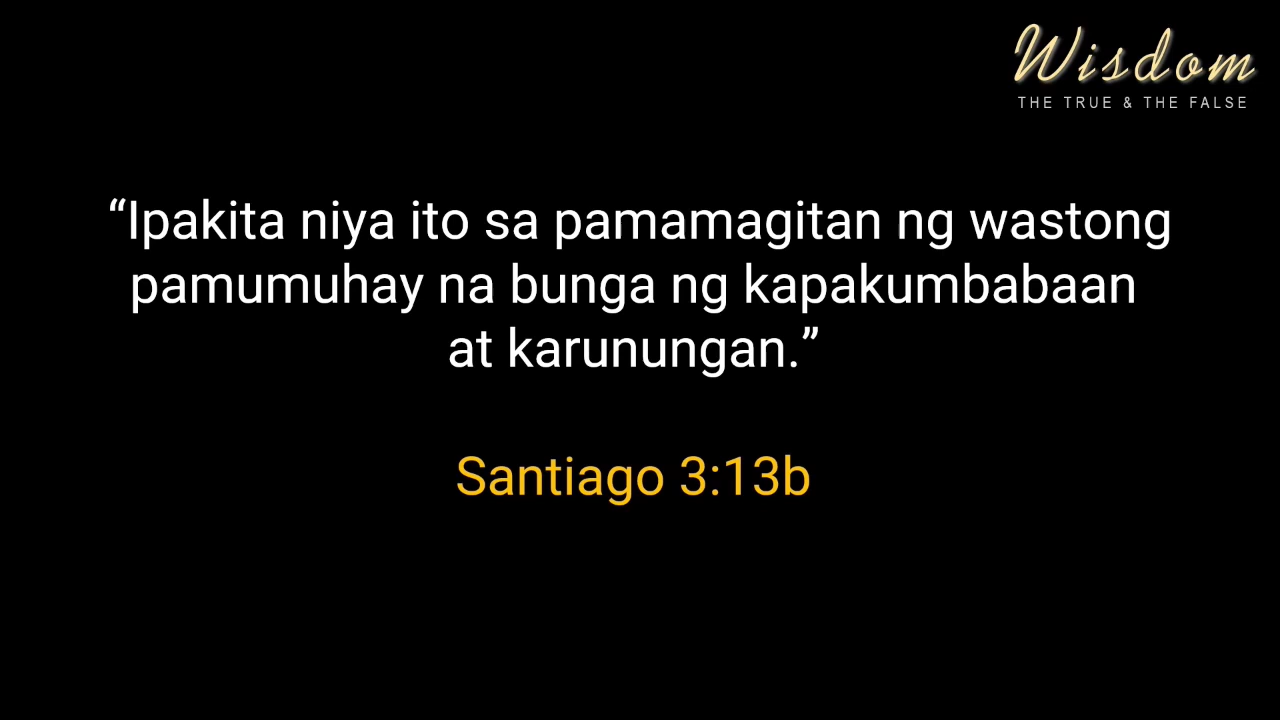 Wisdom
THE TRUE & THE FALSE
“Ipakita niya ito sa pamamagitan ng wastong
pamumuhay na bunga ng kapakumbabaan
at karunungan.”
Santiago 3:13b